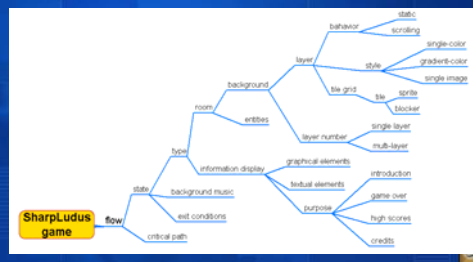 static
bahavior
scrolling
layer
single-color
style
gradient-color
single image
background
tile grid
tile
sprite
blocker
room
entities
layer number
single layer
multi-layer
type
information display
graphical elements
textual elements
purpose
introduction
game over
high scores
credits
state
background music
exit conditions
SharpLudus
game
flow
critical path